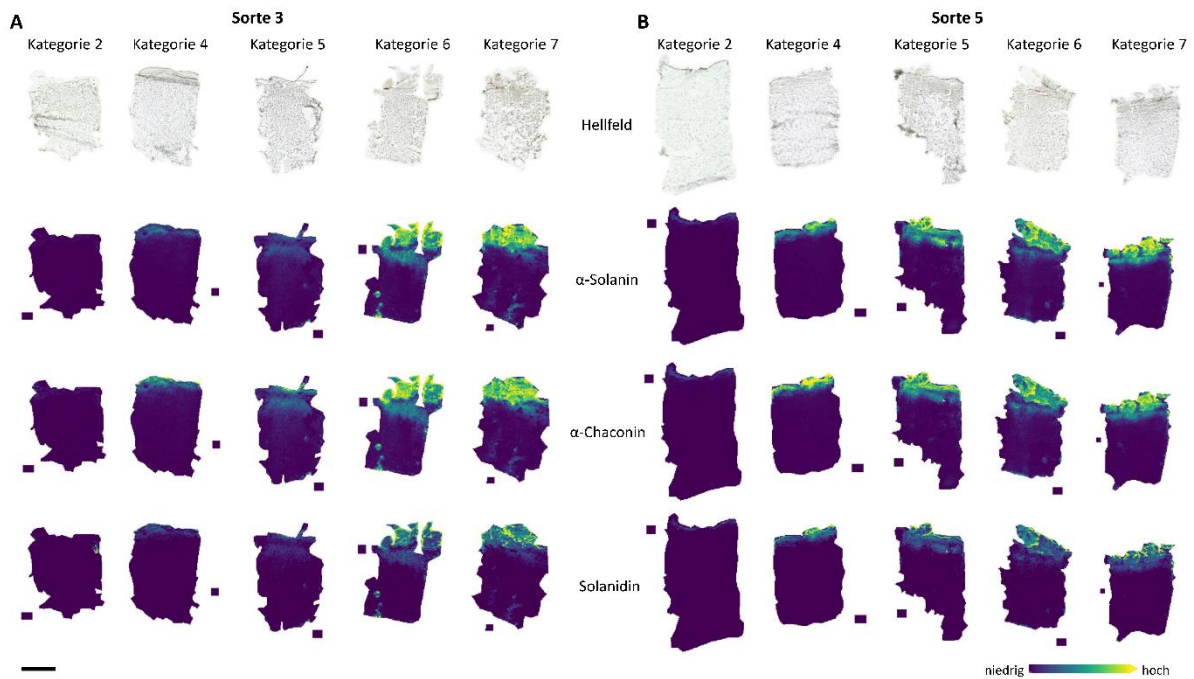 A
Sorte 3
Kategorie 2
Kategorie 4
Kategorie 5
Kategorie 6
Kategorie 7
B
Sorte 5
Kategorie 2
Kategorie 4
Kategorie 5
Kategorie 6
Kategorie 7
Hellfeld
α-Solanin
α-Chaconin
Solanidin
niedrig
hoch